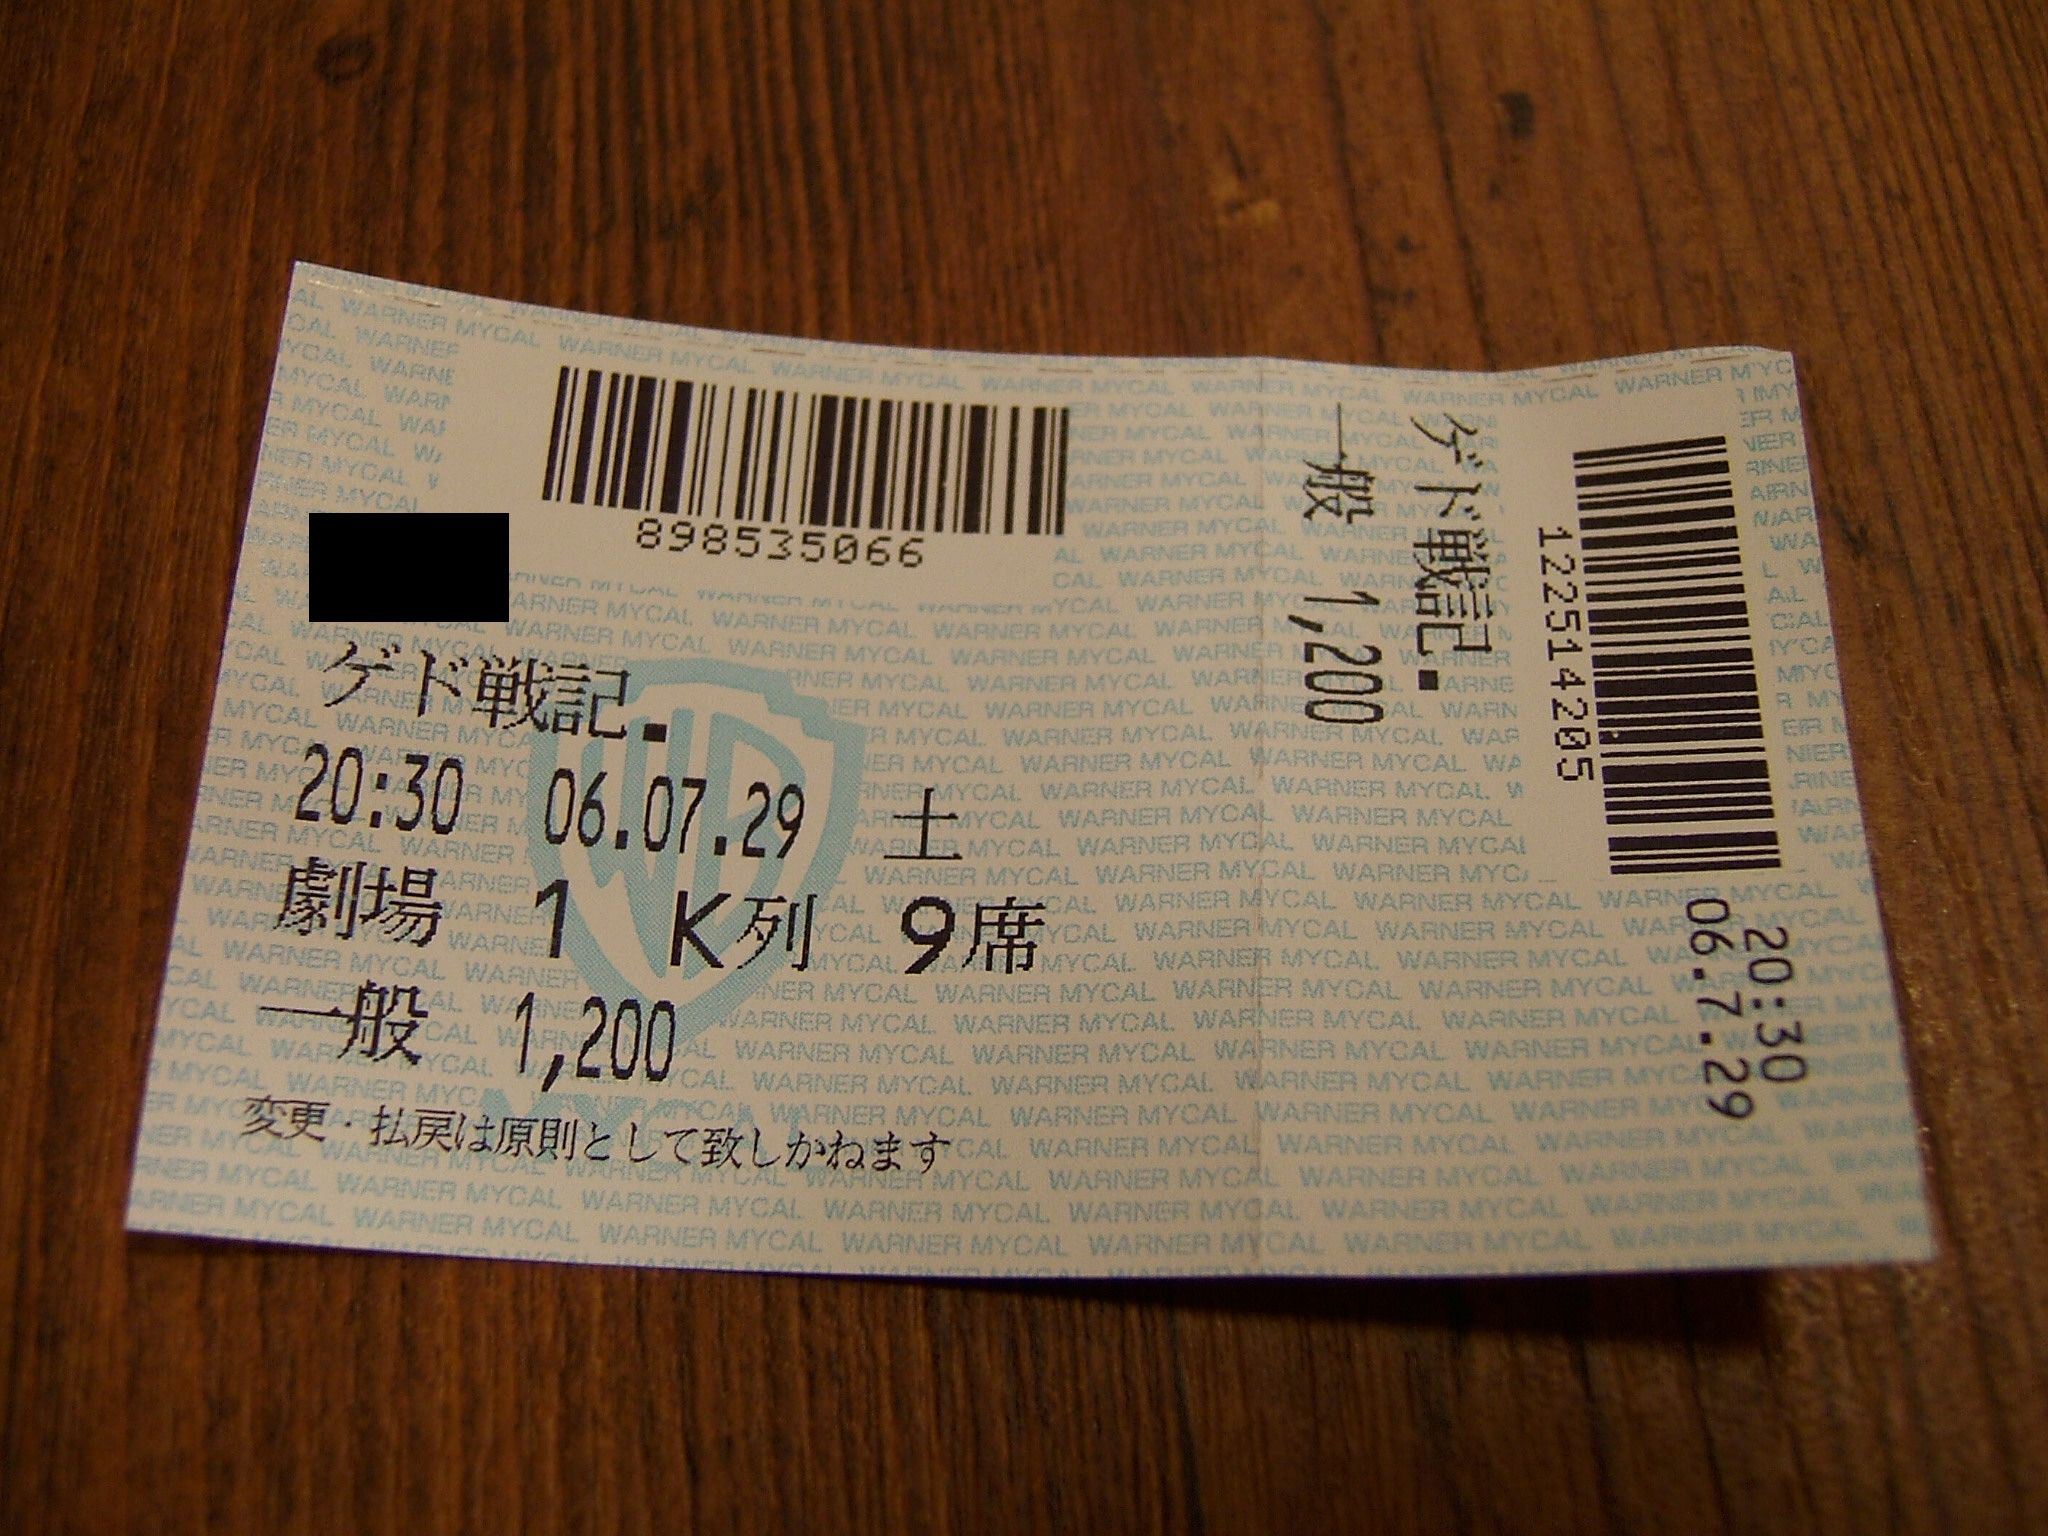 898535066
ゲド戦記.
20:30 06.07.29 土
劇場 1 K列 9席
一般 1,200
変更・払戻は原則として致しかねます
ゲド戦記.
一般 1,200
122514205
20:30
06.7.29
WARNER MYCAL